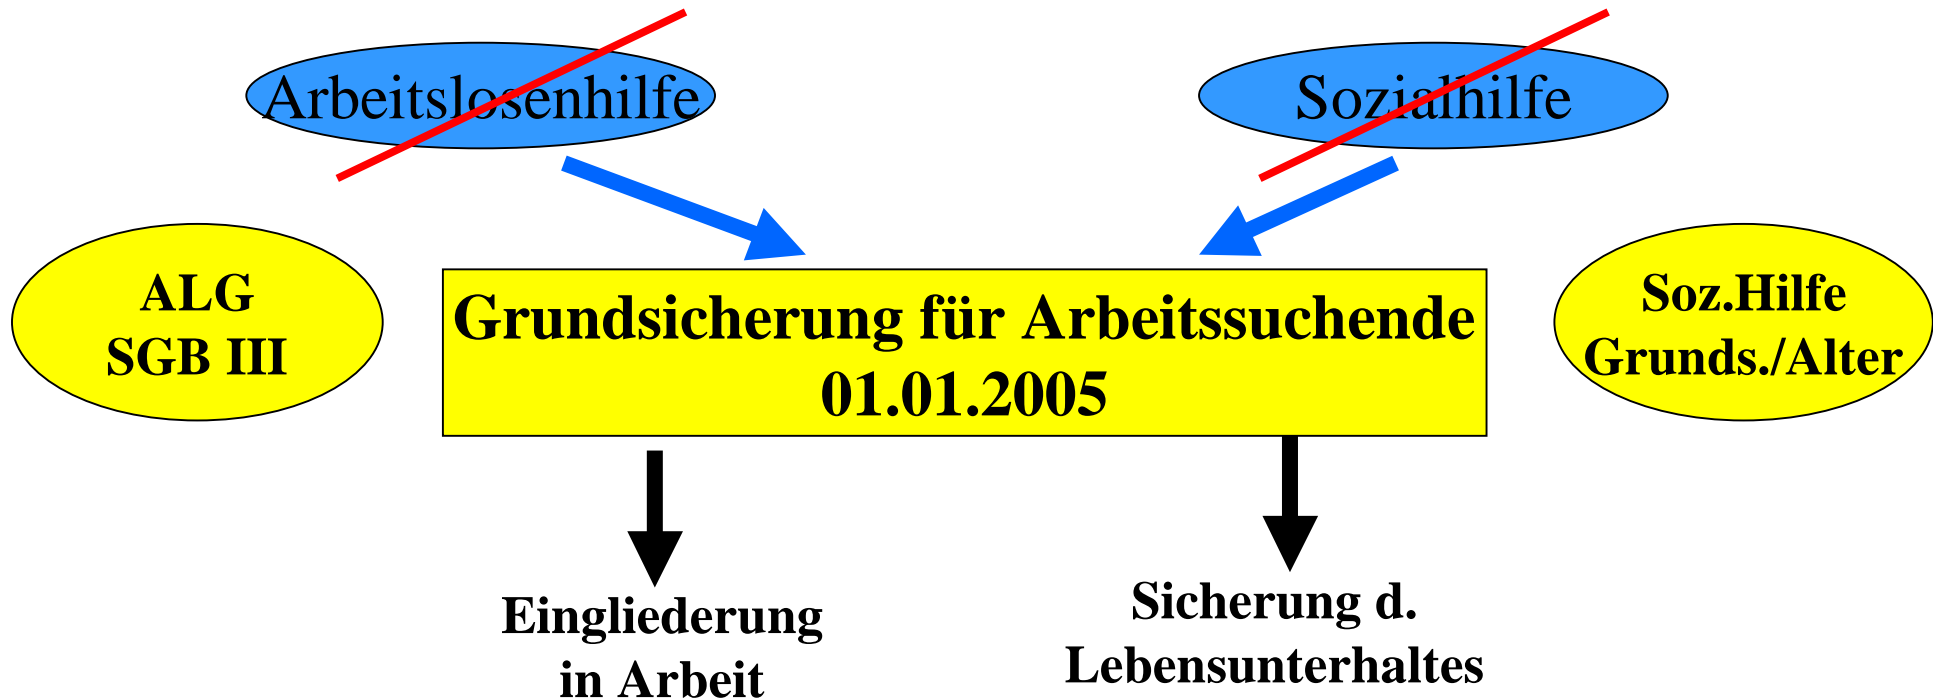 Arbeitslosenhilfe
Sozialhilfe
ALG
SGB III
Grundsicherung für Arbeitssuchende
01.01.2005
Soz.Hilfe
Grunds./Alter
Eingliederung
in Arbeit
Sicherung d.
Lebensunterhaltes